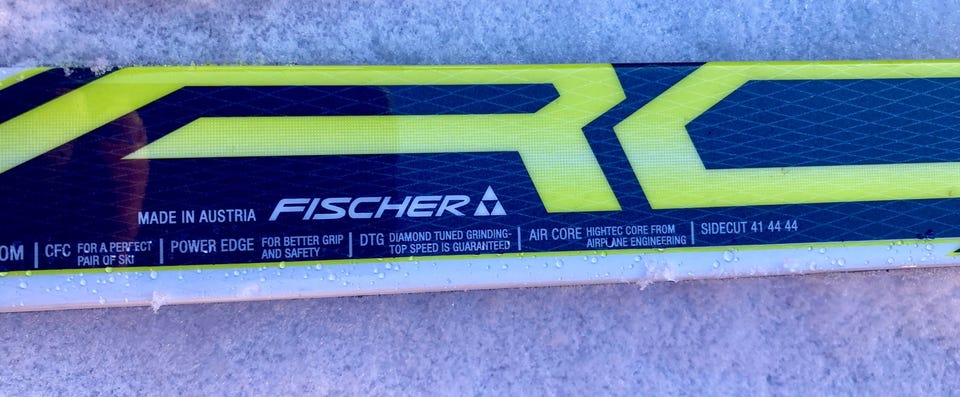 RC
MADE IN AUSTRIA FISCHER
OM | CFC FOR A PERFECT PAIR OF SKI | POWER EDGE FOR BETTER GRIP AND SAFETY | DTG DIAMOND TUNED GRINDING- TOP SPEED IS GUARANTEED | AIR CORE HIGHTEC CORE FROM AIRPLANE ENGINEERING | SIDECUT 41 44 44